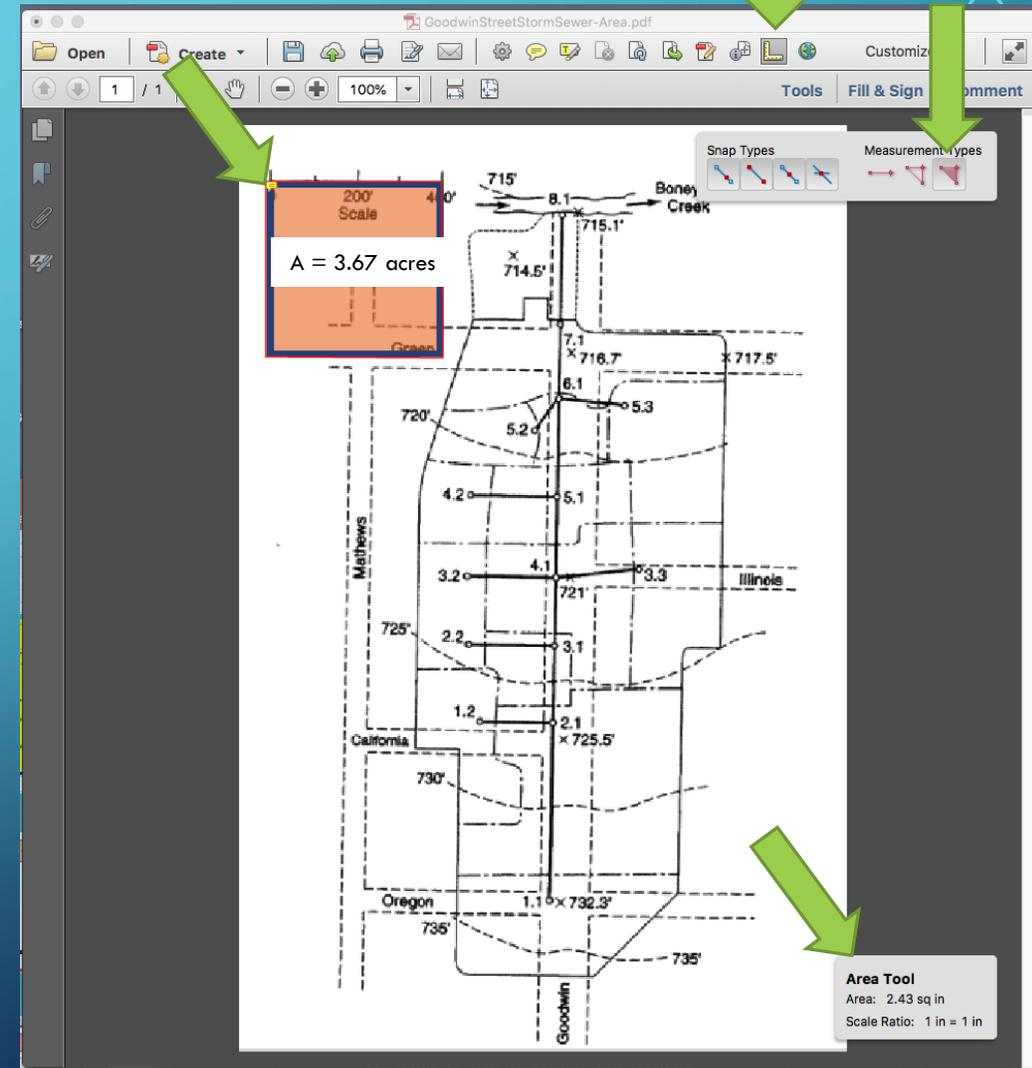 GoodwinStreetStormSewer-Area.pdf
Open
Create
Customize
1 / 1
100%
Tools
Fill & Sign
omment
Snap Types
Measurement Types
200'
Scale
A = 3.67 acres
Green
715'
8.1
Boney
Creek
715.1'
714.5'
7.1
716.7'
717.5'
6.1
5.3
720'
5.2
4.2
5.1
Mathews
4.1
3.2
3.3
721'
Illinois
725'
2.2
3.1
1.2
2.1
California
725.5'
730'
Oregon
1.1
732.3'
735'
735'
Goodwin
Area Tool
Area: 2.43 sq in
Scale Ratio: 1 in = 1 in